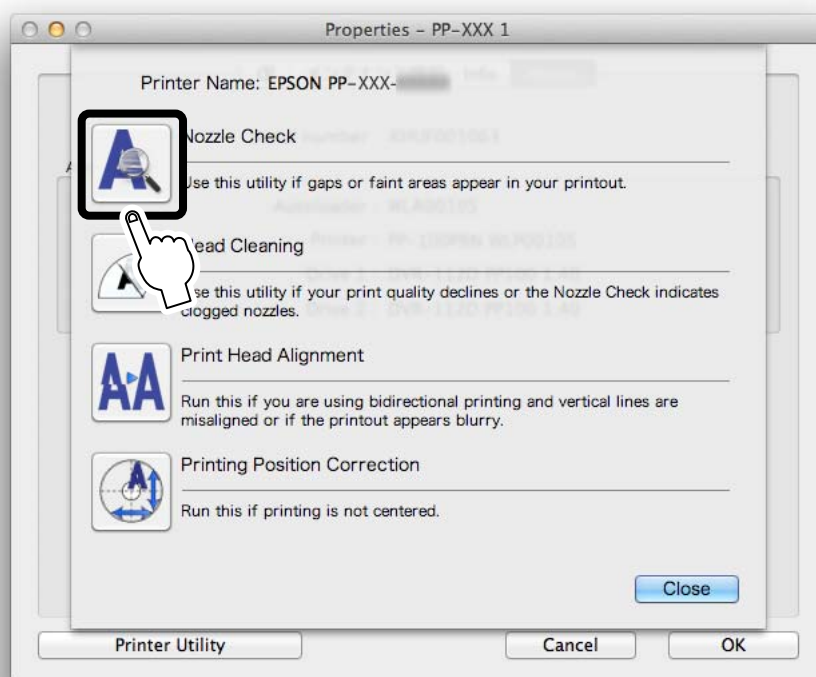 Properties – PP-XXX 1
Printer Name: EPSON PP-XXX-
Nozzle Check
Use this utility if gaps or faint areas appear in your printout.
Head Cleaning
Use this utility if your print quality declines or the Nozzle Check indicates
clogged nozzles.
Print Head Alignment
Run this if you are using bidirectional printing and vertical lines are
misaligned or if the printout appears blurry.
Printing Position Correction
Run this if printing is not centered.
Close
Printer Utility
Cancel
OK